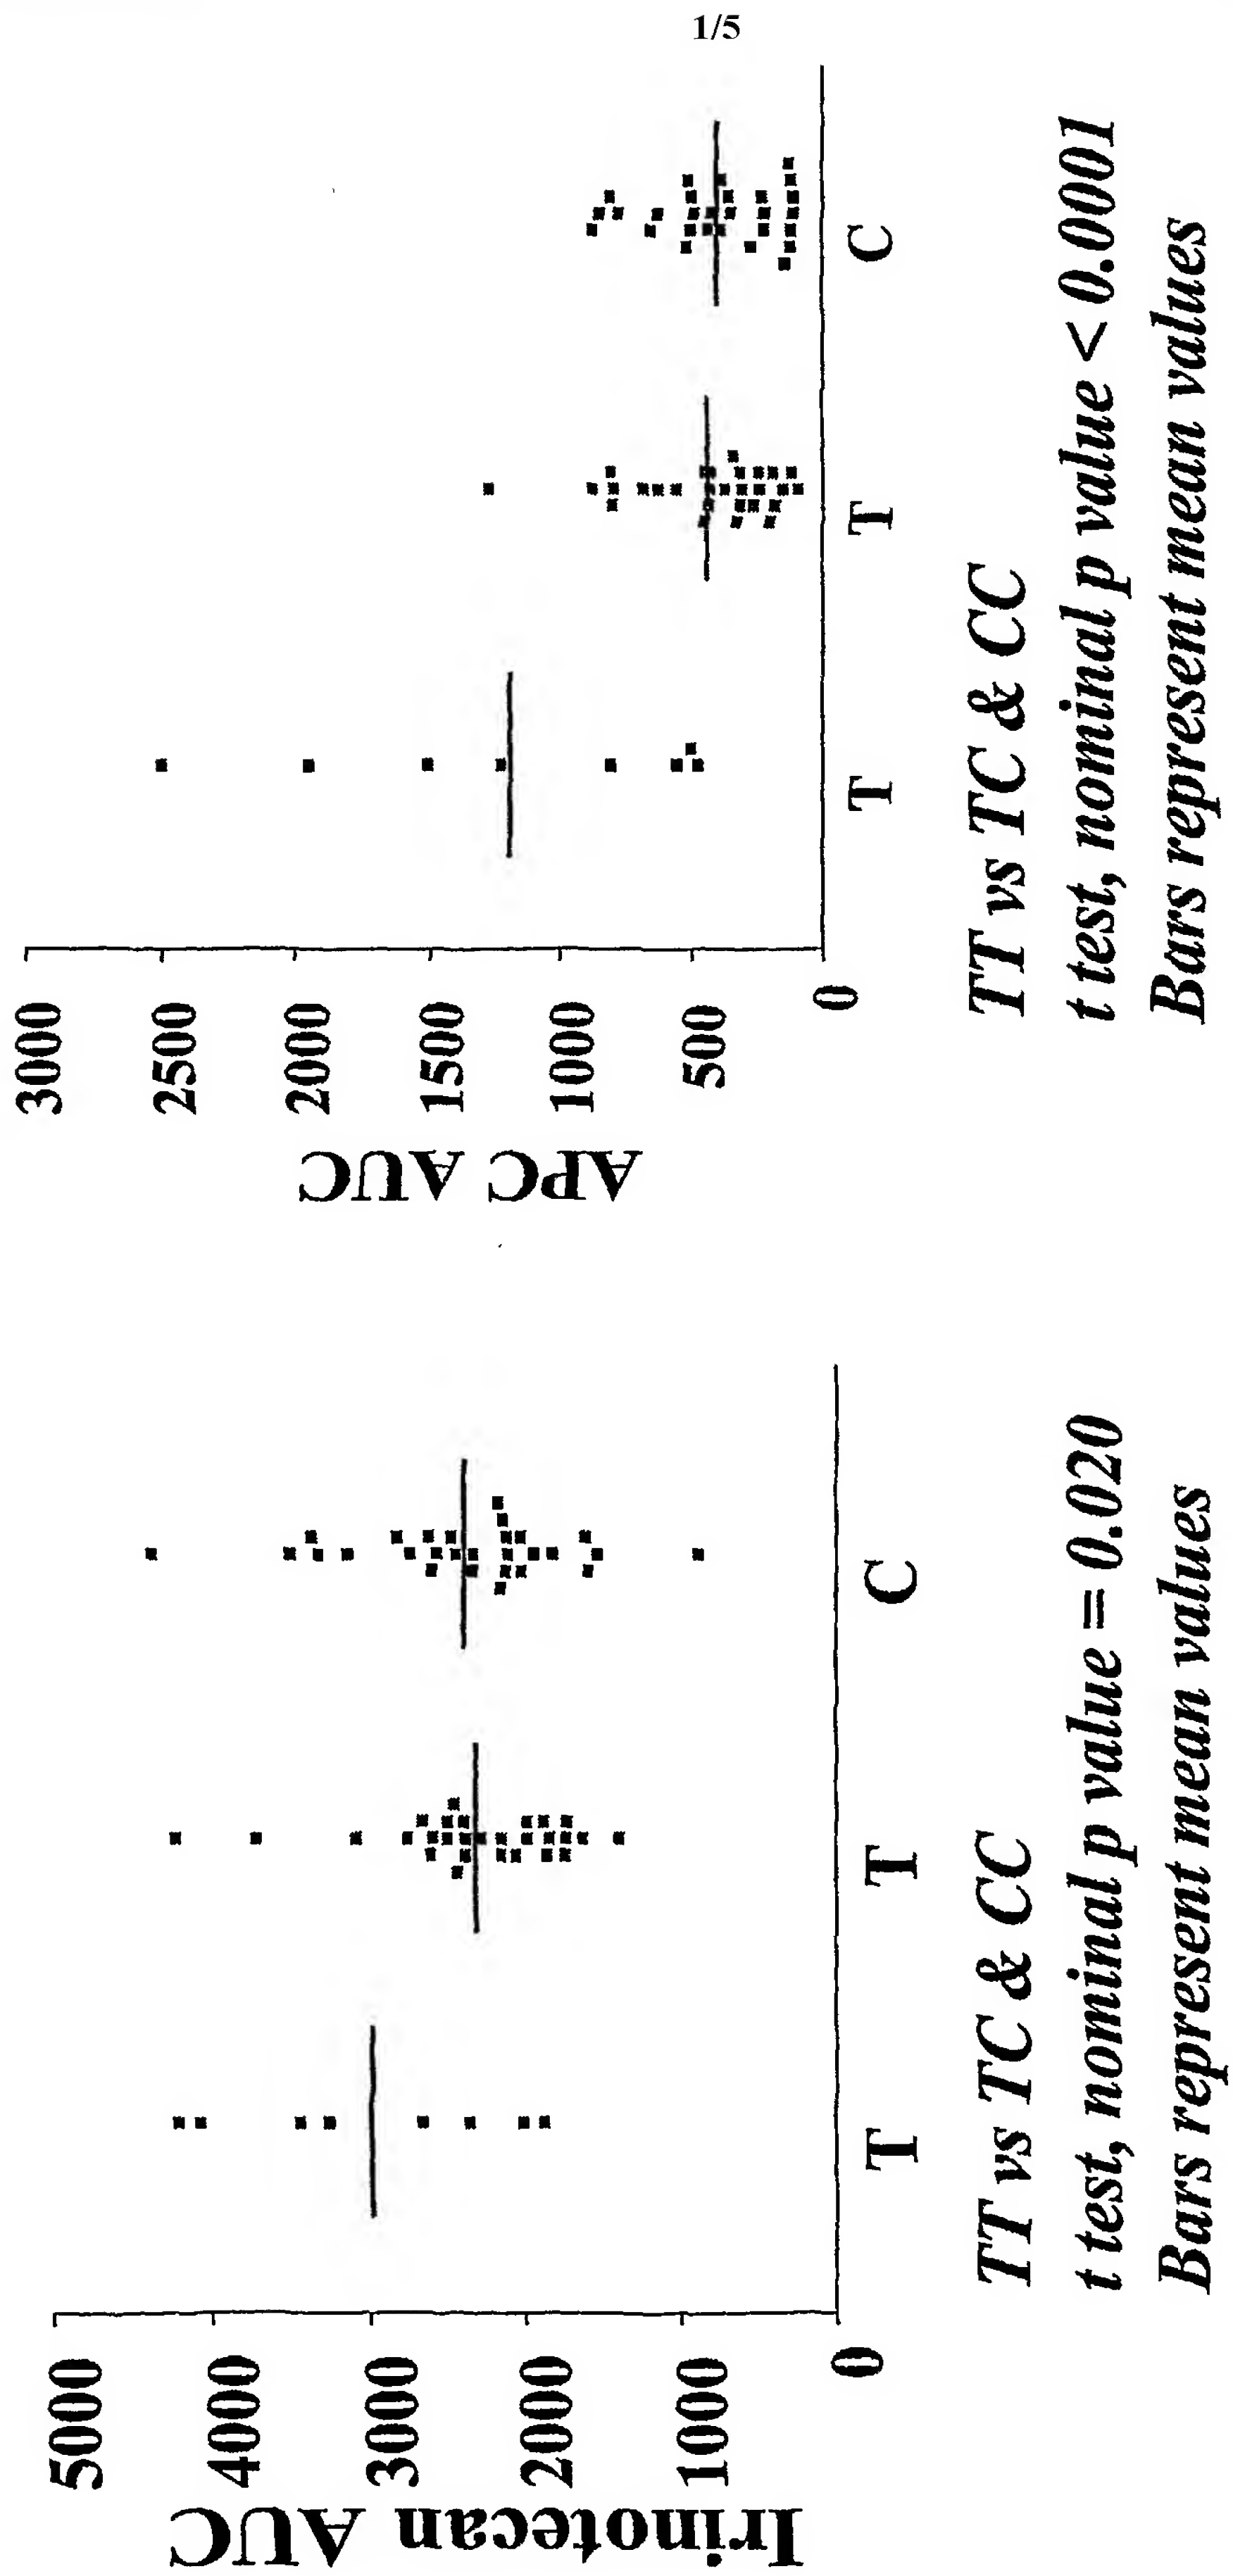 1/5
Irinotecan AUC
5000
4000
3000
2000
1000
0
T
T
C
TT vs TC & CC
t test, nominal p value = 0.020
Bars represent mean values
APC AUC
3000
2500
2000
1500
1000
500
0
T
T
C
TT vs TC & CC
t test, nominal p value < 0.0001
Bars represent mean values